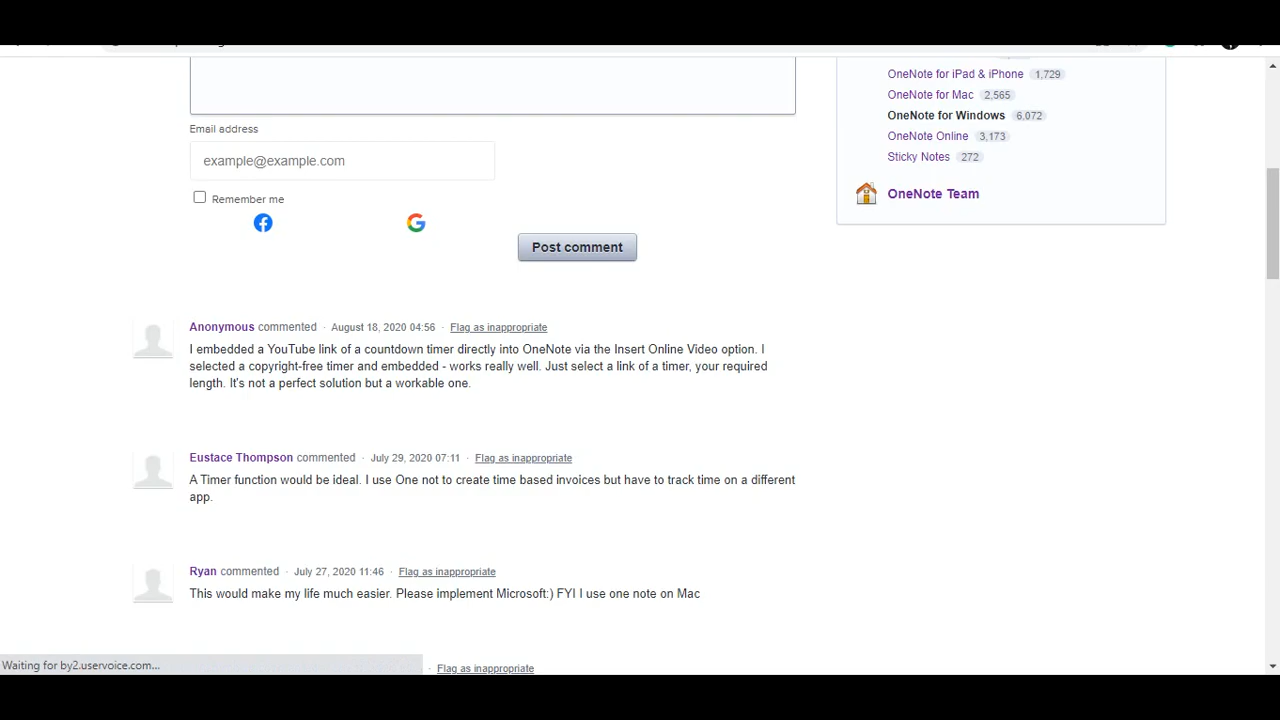 OneNote for iPad & iPhone 1,729
OneNote for Mac 2,565
OneNote for Windows 6,072
OneNote Online 3,173
Sticky Notes 272
OneNote Team
Email address
example@example.com
Remember me
Post comment
Anonymous commented · August 18, 2020 04:56 · Flag as inappropriate
I embedded a YouTube link of a countdown timer directly into OneNote via the Insert Online Video option. I
selected a copyright-free timer and embedded - works really well. Just select a link of a timer, your required
length. It's not a perfect solution but a workable one.
Eustace Thompson commented · July 29, 2020 07:11 · Flag as inappropriate
A Timer function would be ideal. I use One not to create time based invoices but have to track time on a different
app.
Ryan commented · July 27, 2020 11:46 · Flag as inappropriate
This would make my life much easier. Please implement Microsoft:) FYI I use one note on Mac
Waiting for by2.uservoice.com... · Flag as inappropriate